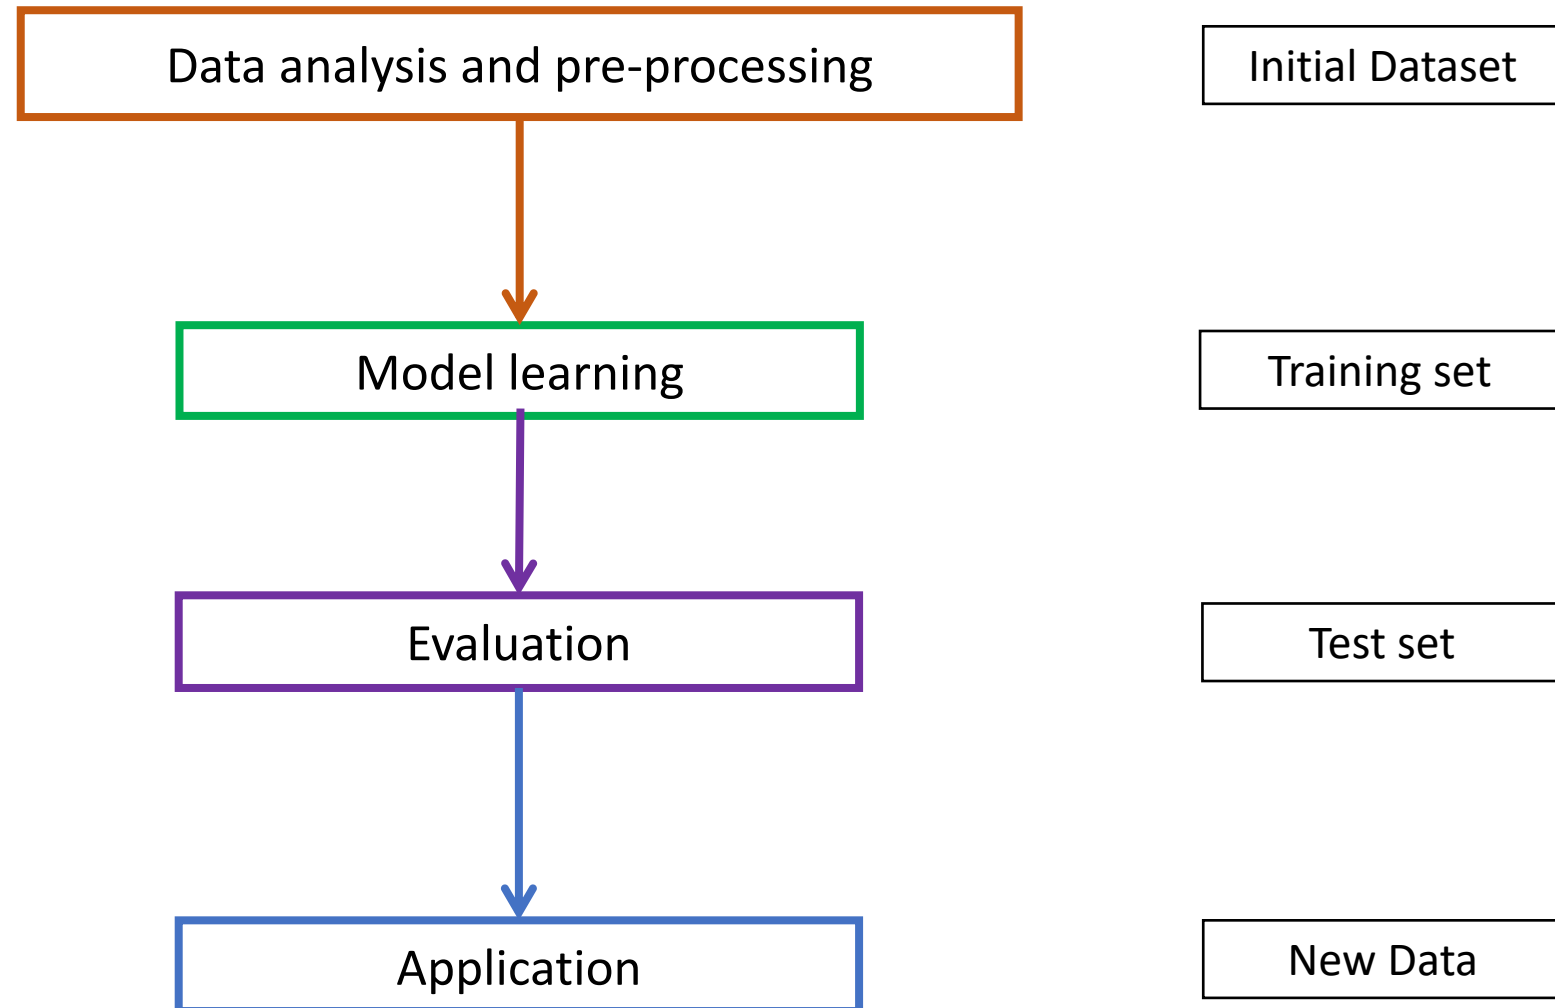 Data analysis and pre-processing
Initial Dataset
Model learning
Training set
Evaluation
Test set
Application
New Data